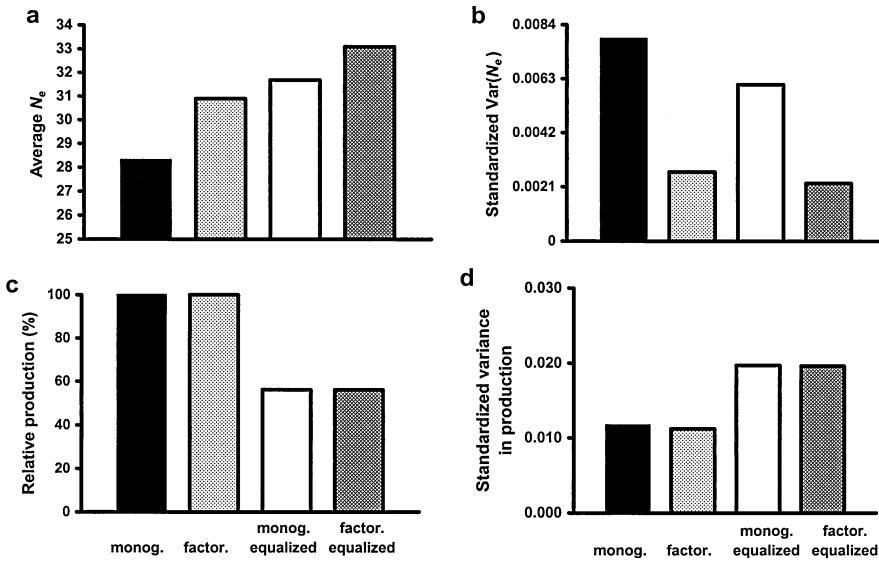 a
Average Ne
34
33
32
31
30
29
28
27
26
25
b
Standardized Var(Ne)
0.0084
0.0063
0.0042
0.0021
0
c
Relative production (%)
100
80
60
40
20
0
monog.
factor.
monog.
equalized
factor.
equalized
d
Standardized variance
in production
0.030
0.020
0.010
0.000
monog.
factor.
monog.
equalized
factor.
equalized